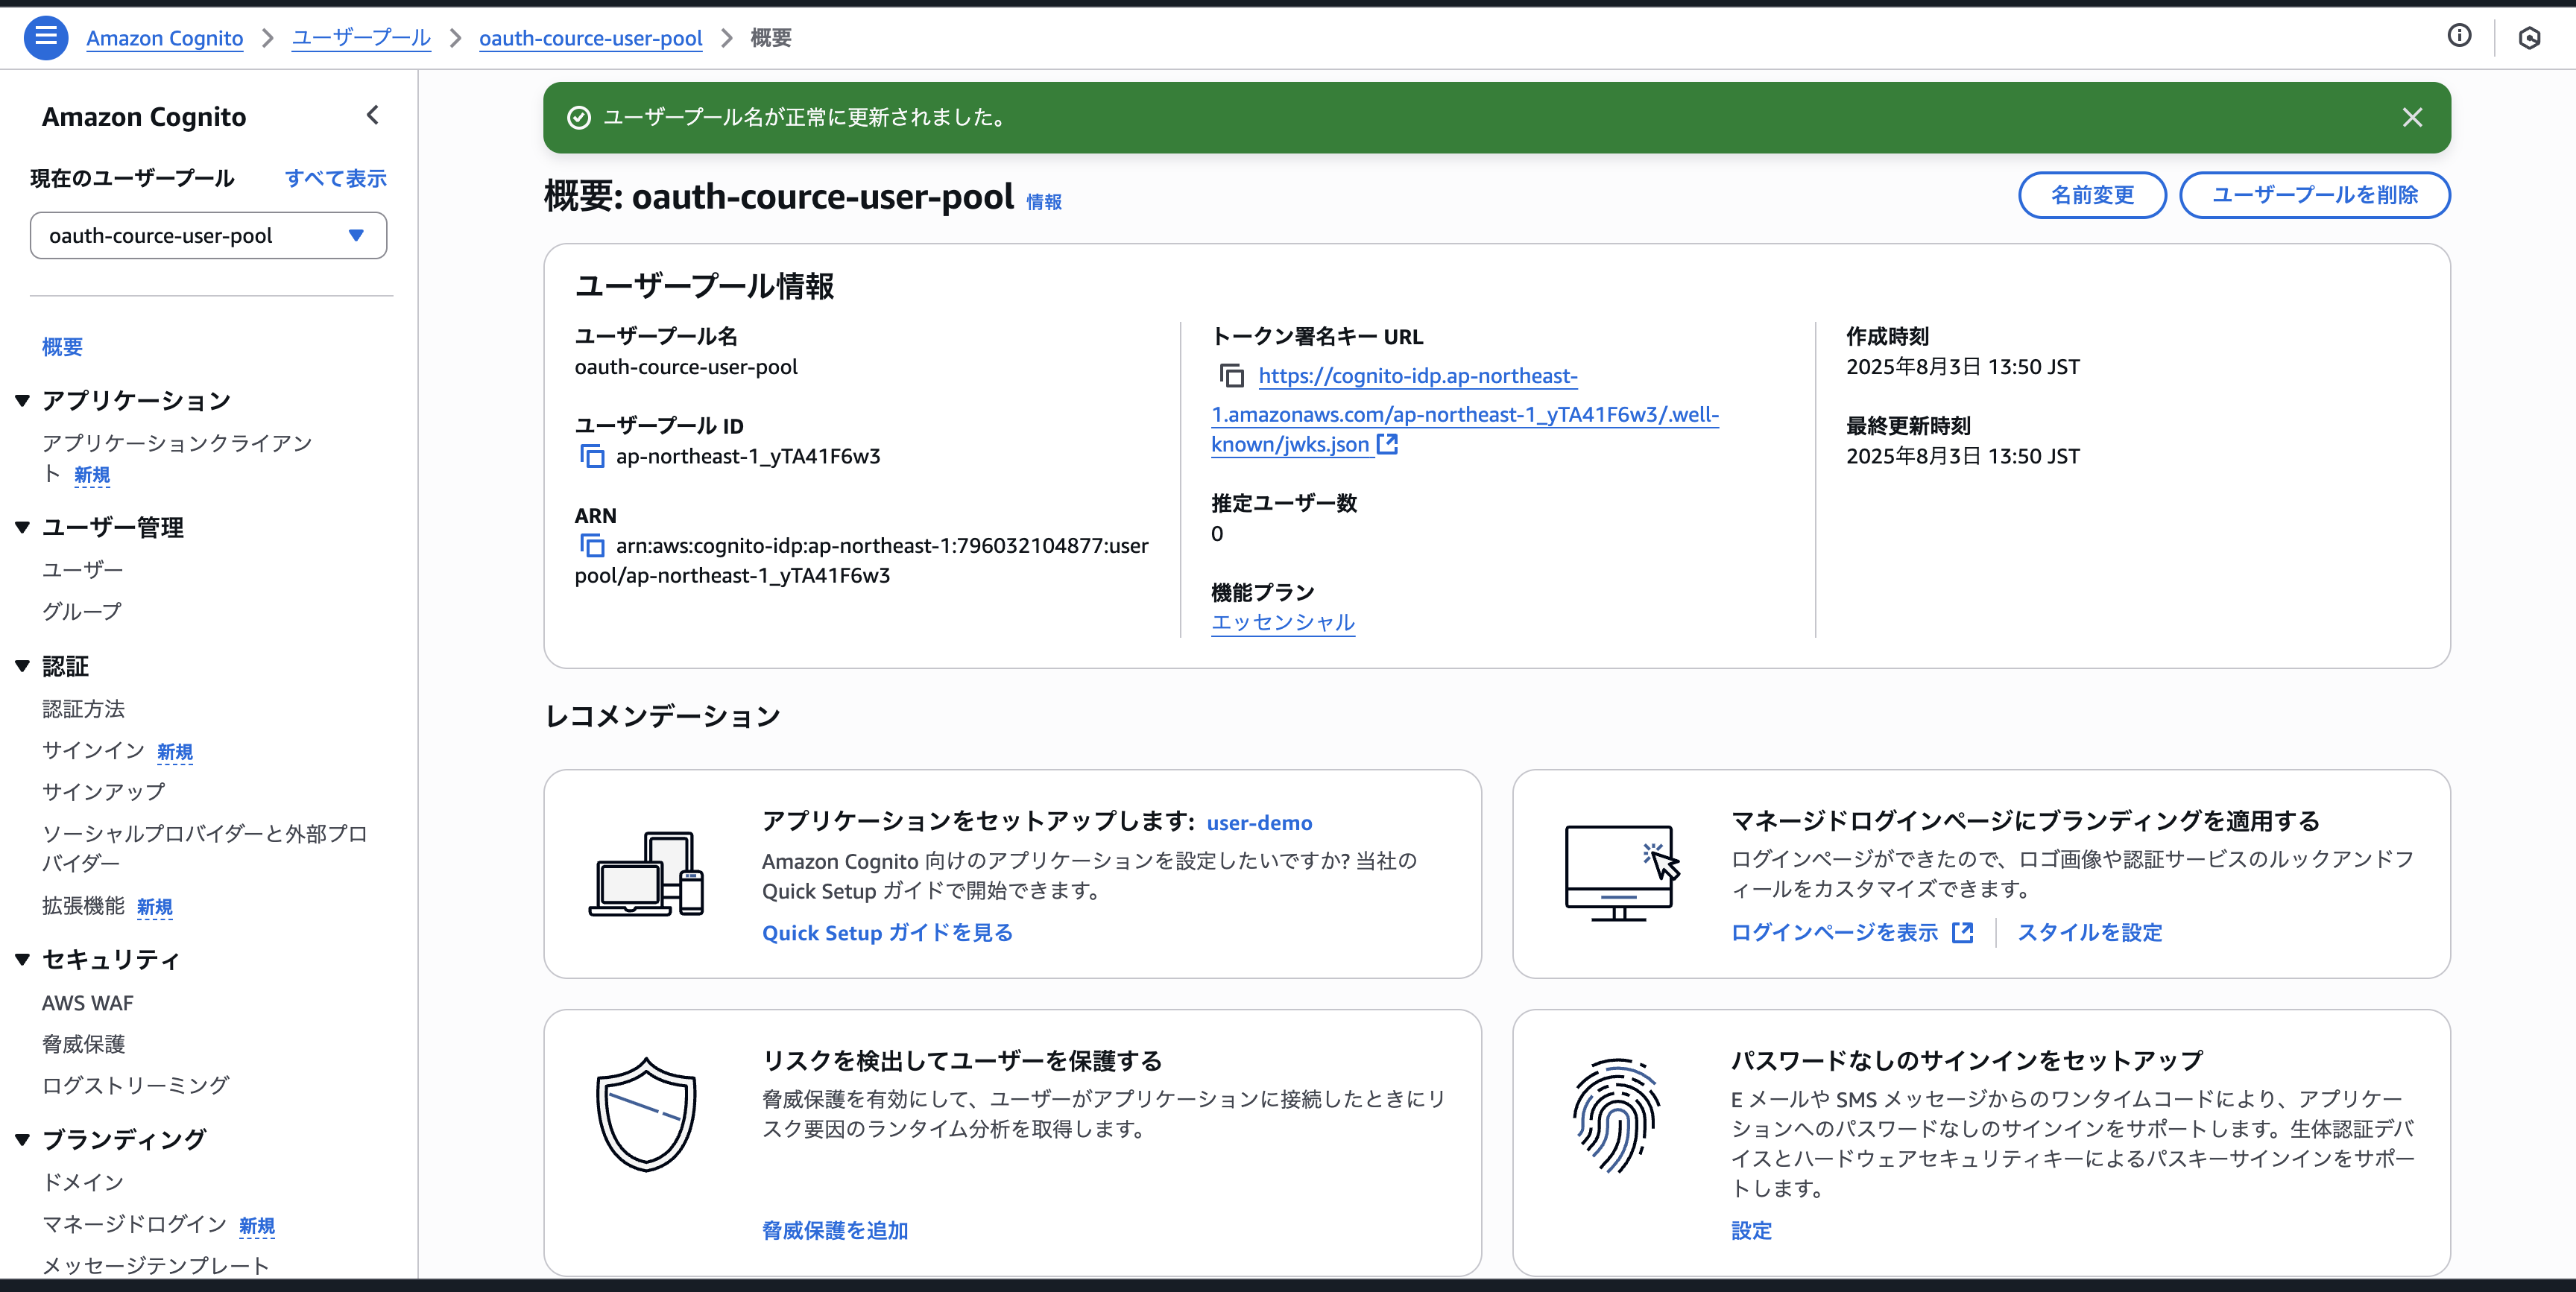 Amazon Cognito > ユーザープール > oauth-cource-user-pool > 概要
Amazon Cognito
現在のユーザープール すべて表示
oauth-cource-user-pool
概要
アプリケーション
アプリケーションクライアン
ト 新規
ユーザー管理
ユーザー
グループ
認証
認証方法
サインイン 新規
サインアップ
ソーシャルプロバイダーと外部プロ
バイダー
拡張機能 新規
セキュリティ
AWS WAF
脅威保護
ログストリーミング
ブランディング
ドメイン
マネージドログイン 新規
メッセージテンプレート
ユーザープール名が正常に更新されました。
概要: oauth-cource-user-pool 情報
名前変更
ユーザープールを削除
ユーザープール情報
ユーザープール名
oauth-cource-user-pool
ユーザープール ID
ap-northeast-1_yTA41F6w3
ARN
arn:aws:cognito-idp:ap-northeast-1:796032104877:user
pool/ap-northeast-1_yTA41F6w3
トークン署名キー URL
https://cognito-idp.ap-northeast-
1.amazonaws.com/ap-northeast-1_yTA41F6w3/.well-
known/jwks.json
推定ユーザー数
0
機能プラン
エッセンシャル
作成時刻
2025年8月3日 13:50 JST
最終更新時刻
2025年8月3日 13:50 JST
レコメンデーション
アプリケーションをセットアップします: user-demo
Amazon Cognito 向けのアプリケーションを設定したいですか? 当社の
Quick Setup ガイドで開始できます。
Quick Setup ガイドを見る
マネージドログインページにブランディングを適用する
ログインページができたので、ロゴ画像や認証サービスのルックアンドフ
ィールをカスタマイズできます。
ログインページを表示 スタイルを設定
リスクを検出してユーザーを保護する
脅威保護を有効にして、ユーザーがアプリケーションに接続したときにリ
スク要因のランタイム分析を取得します。
脅威保護を追加
パスワードなしのサインインをセットアップ
E メールや SMS メッセージからのワンタイムコードにより、アプリケー
ションへのパスワードなしのサインインをサポートします。生体認証デバ
イスとハードウェアセキュリティキーによるパスキーサインインをサポー
トします。
設定